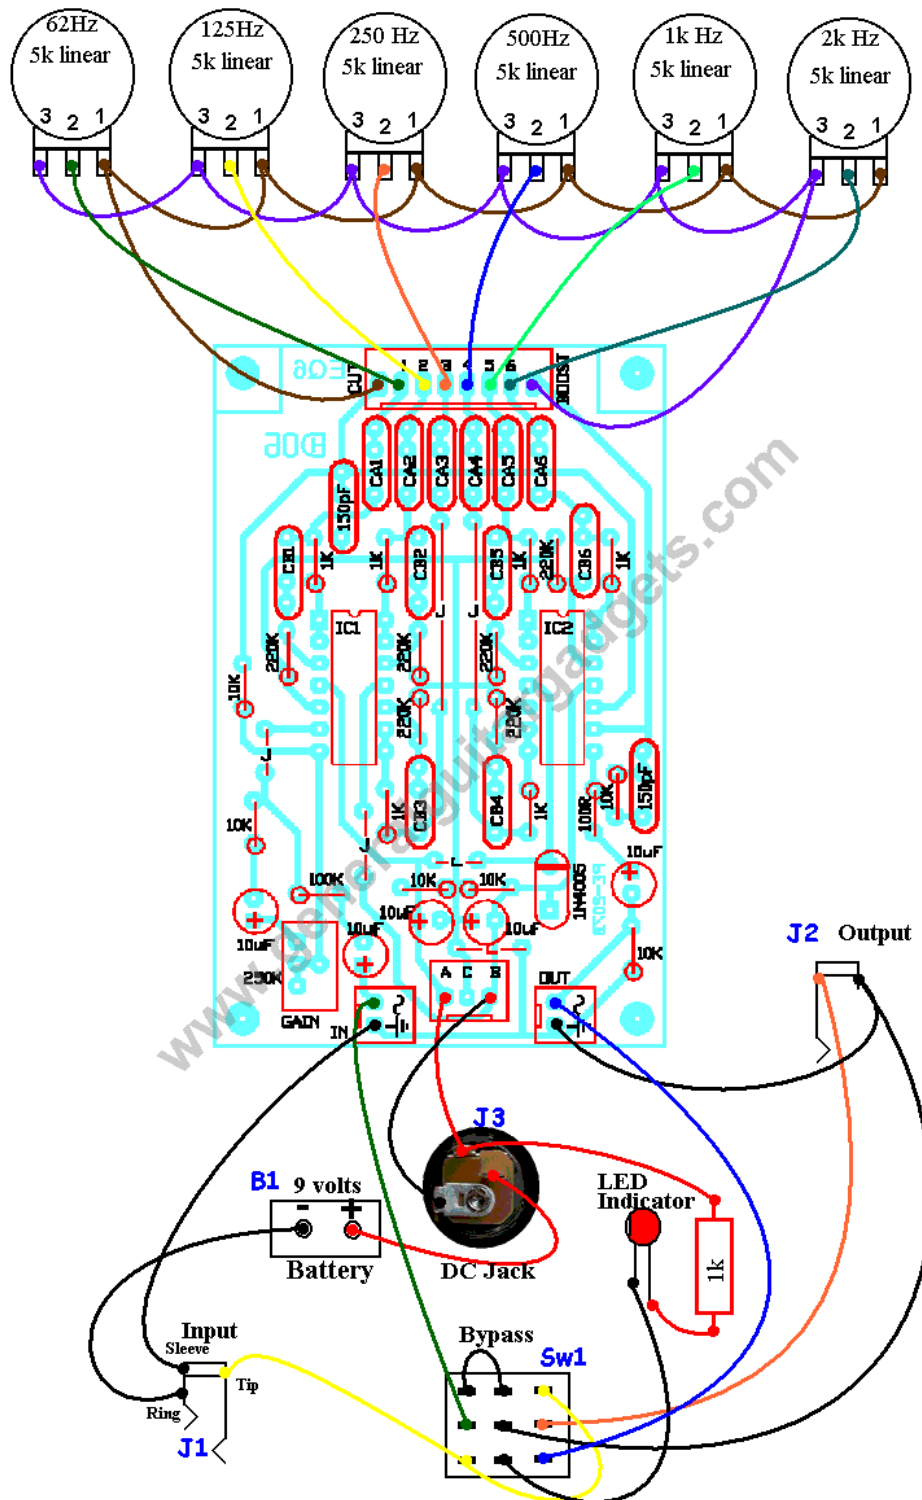 62Hz
5k linear
3 2 1
125Hz
5k linear
3 2 1
250 Hz
5k linear
3 2 1
500Hz
5k linear
3 2 1
1k Hz
5k linear
3 2 1
2k Hz
5k linear
3 2 1
EQ6
CUT
1 2 3 4 5 6
BOOST
ED06
CA1
CA2
CA3
CA4
CA5
CA6
150pF
CB1
1K
1K
CB2
CB5
1K
220K
CB6
1K
J
J
IC1
IC2
220K
220K
220K
10K
220K
220K
J
150pF
10K
100R
10K
1K
CB3
CB4
1K
J
10uF
J
1N4005
100K
10K
10K
10uF
10uF
10uF
10uF
10K
250K
GAIN
A C B
IN
OUT
www.generalguitargadgets.com
J2 Output
J3
DC Jack
B1
9 volts
- +
Battery
LED
Indicator
1k
Input
Sleeve
Tip
Ring
J1
Bypass
Sw1